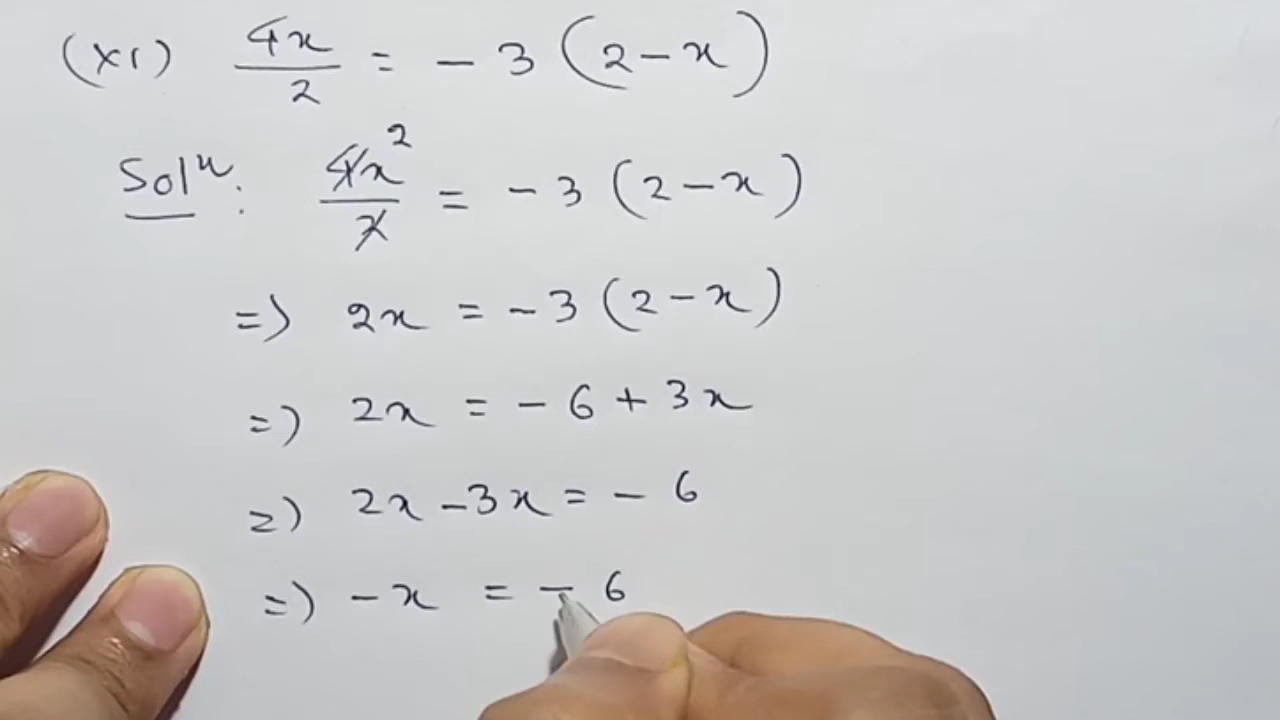 (XI) 4x/2 = - 3 (2 - x)
Solⁿ: 4x²/2 = - 3 (2 - x)
=) 2x = - 3 (2 - x)
=) 2x = - 6 + 3x
=) 2x - 3x = - 6
=) - x = - 6